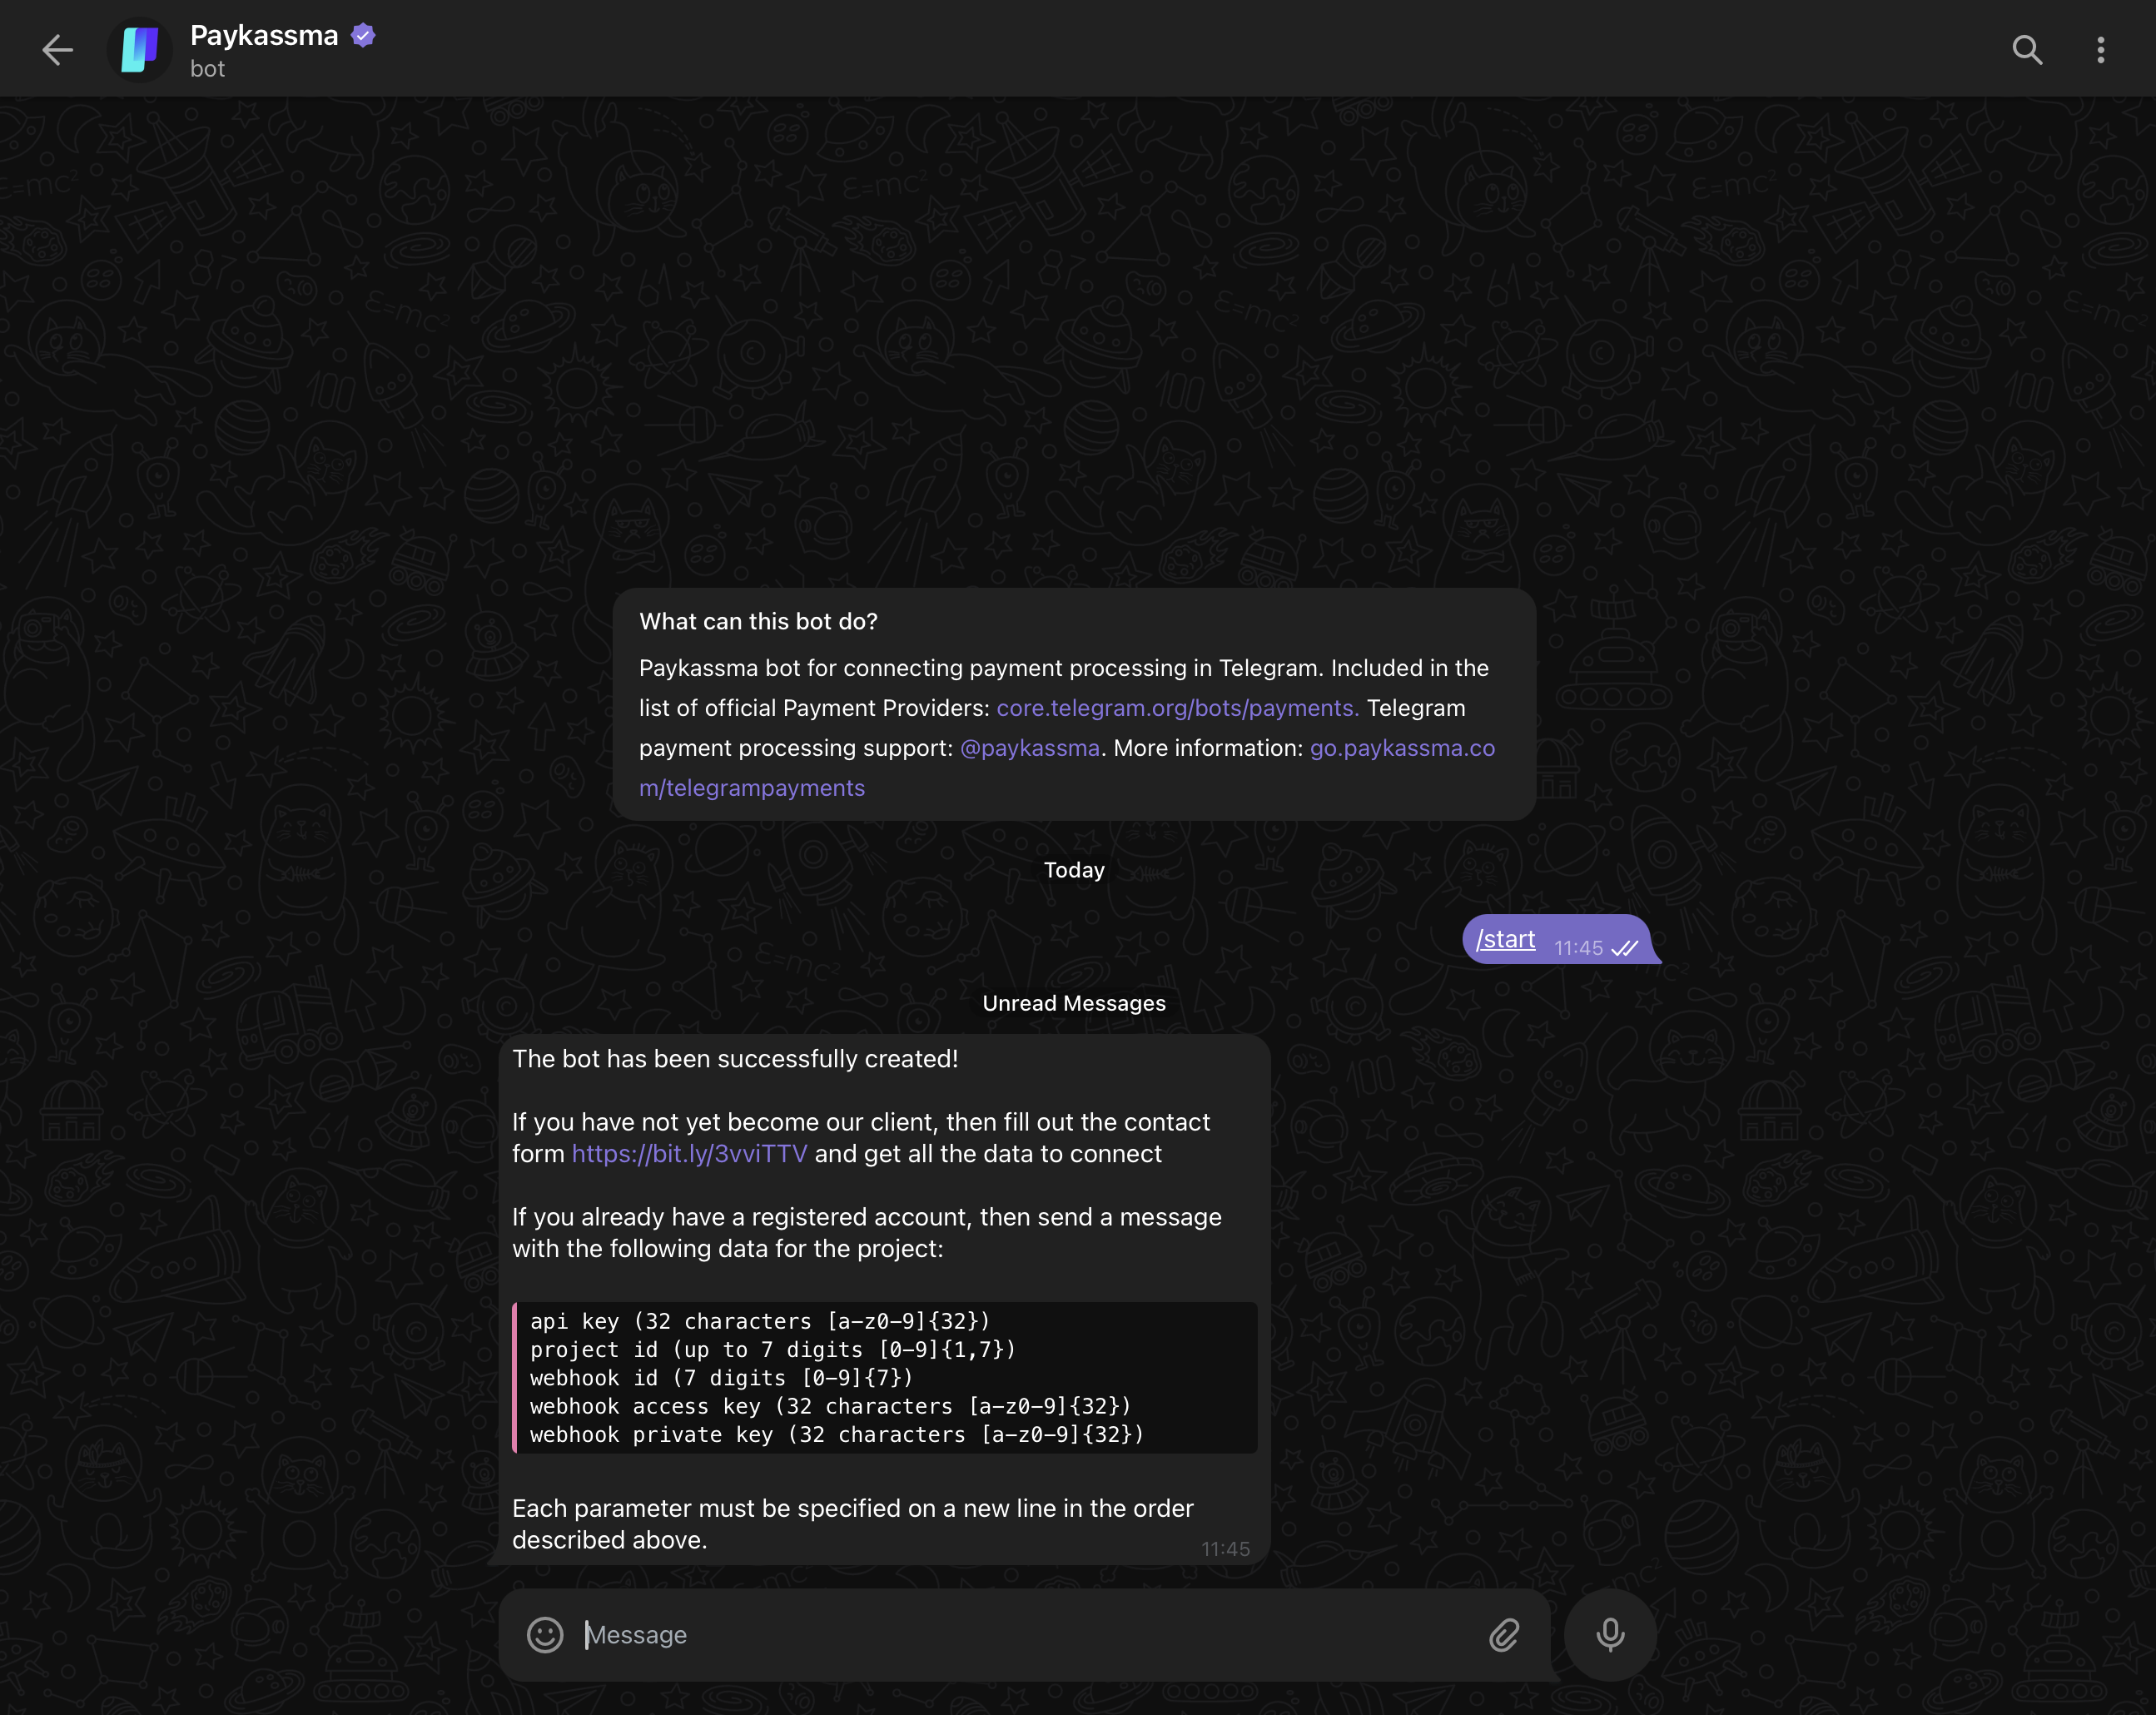 Paykassma
bot
What can this bot do?
Paykassma bot for connecting payment processing in Telegram. Included in the
list of official Payment Providers: core.telegram.org/bots/payments. Telegram
payment processing support: @paykassma. More information: go.paykassma.co
m/telegrampayments
Today
/start 11:45
Unread Messages
The bot has been successfully created!
If you have not yet become our client, then fill out the contact
form https://bit.ly/3vviTTV and get all the data to connect
If you already have a registered account, then send a message
with the following data for the project:
api key (32 characters [a-z0-9]{32})
project id (up to 7 digits [0-9]{1,7})
webhook id (7 digits [0-9]{7})
webhook access key (32 characters [a-z0-9]{32})
webhook private key (32 characters [a-z0-9]{32})
Each parameter must be specified on a new line in the order
described above.
11:45
Message